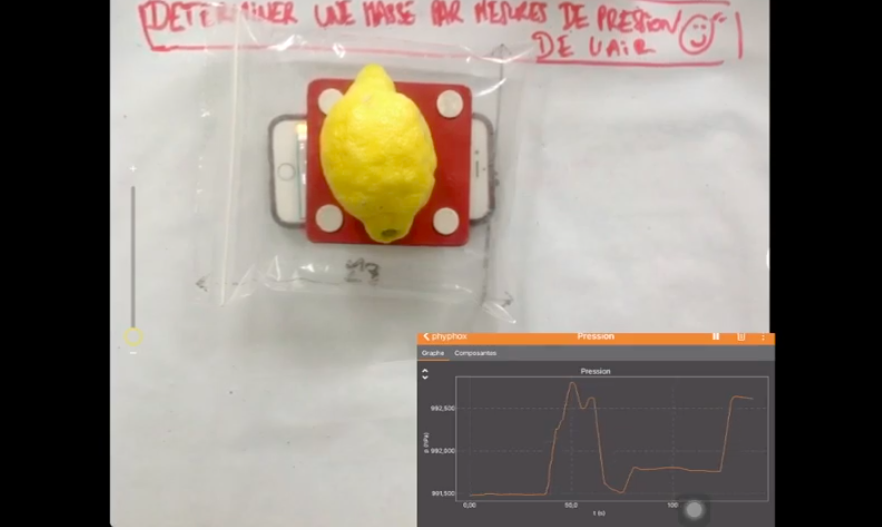 DETERMINER UNE MASSE PAR MESURES DE PRESSION
DE L'AIR
phyphox
Pression
Graphe Composantes
Pression
992,500
992,000
991,500
p (hPa)
0,00 50,0 100
t (s)